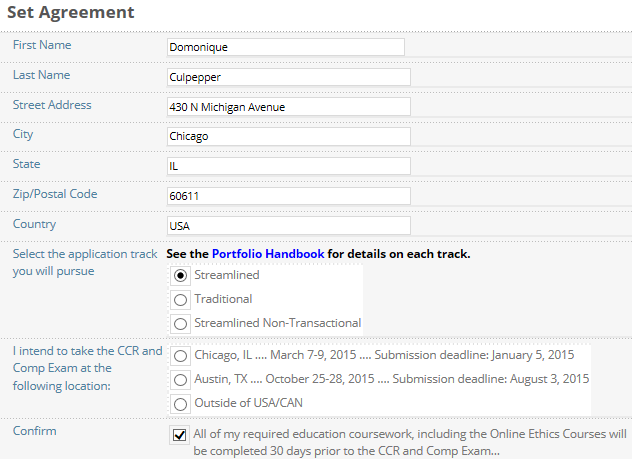 Set Agreement
First Name Domonique
Last Name Culpepper
Street Address 430 N Michigan Avenue
City Chicago
State IL
Zip/Postal Code 60611
Country USA
Select the application track you will pursue
See the Portfolio Handbook for details on each track.
Streamlined
Traditional
Streamlined Non-Transactional
I intend to take the CCR and
Comp Exam at the
following location:
Chicago, IL .... March 7-9, 2015 .... Submission deadline: January 5, 2015
Austin, TX .... October 25-28, 2015 .... Submission deadline: August 3, 2015
Outside of USA/CAN
Confirm
All of my required education coursework, including the Online Ethics Courses will
be completed 30 days prior to the CCR and Comp Exam...